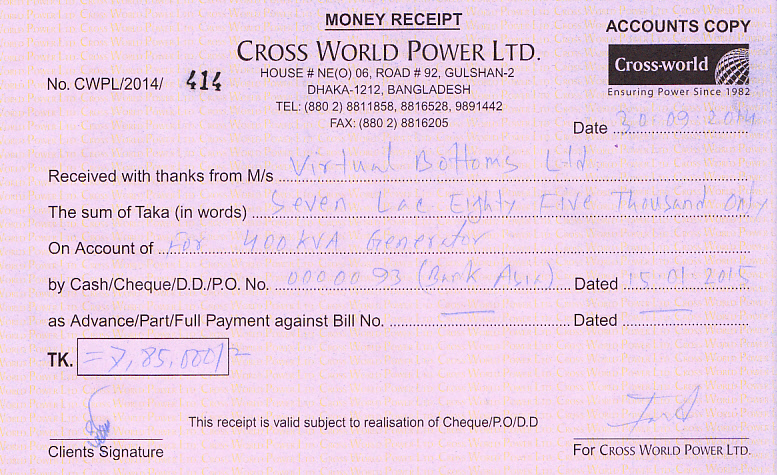 MONEY RECEIPT
ACCOUNTS COPY
CROSS WORLD POWER LTD.
Cross-world
Ensuring Power Since 1982
HOUSE # NE(O) 06, ROAD # 92, GULSHAN-2
No. CWPL/2014/ 414
DHAKA-1212, BANGLADESH
TEL: (880 2) 8811858, 8816528, 9891442
FAX: (880 2) 8816205
Date 30.09.2014
Received with thanks from M/s Virtual Bottoms Ltd.
The sum of Taka (in words) Seven Lac Eighty Five Thousand Only
On Account of For 400 kVA Generator
by Cash/Cheque/D.D./P.O. No. 0000093 (Bank Asia) Dated 15.01.2015
as Advance/Part/Full Payment against Bill No. — Dated —
TK. =7,85,000/=
This receipt is valid subject to realisation of Cheque/P.O/D.D
Clients Signature
For CROSS WORLD POWER LTD.